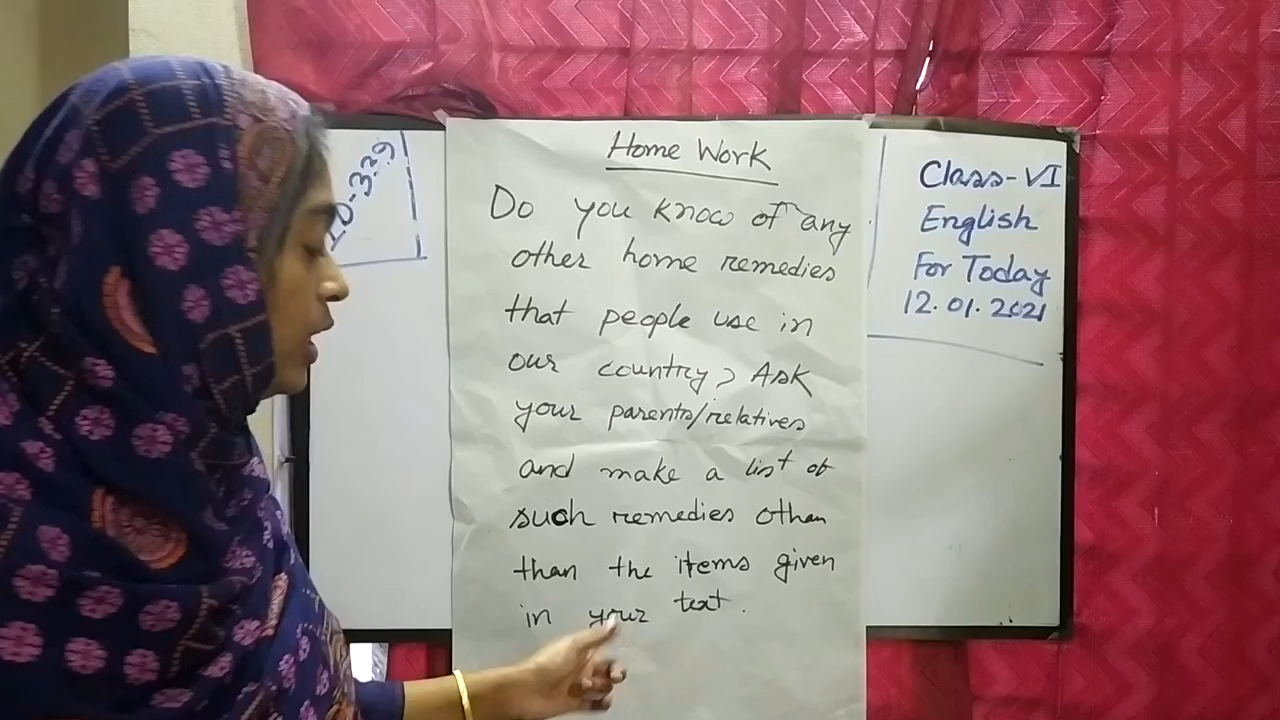 Home Work
Do you know of any
other home remedies
that people use in
our country? Ask
your parents/relatives
and make a list of
such remedies othan
than the items given
in your text.
Class-VI
English
For Today
12.01.2021